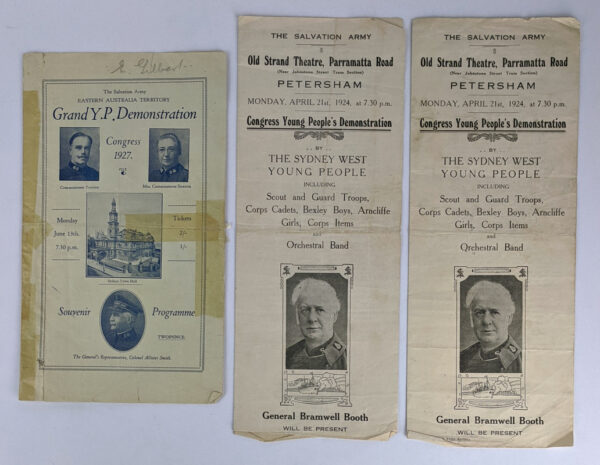 E. Gilbert
The Salvation Army
EASTERN AUSTRALIA TERRITORY
Grand Y.P. Demonstration
Congress
1927.
Monday
June 13th.
7.30 p.m.
Tickets
2/-
1/-
Sydney Town Hall
Souvenir
Programme
TWOPENCE
The General's Representative, Colonel Allister Smith.
THE SALVATION ARMY
Old Strand Theatre, Parramatta Road
(Near Johnstone Street Tram Section)
PETERSHAM
MONDAY, APRIL 21st, 1924, at 7.30 p.m.
Congress Young People's Demonstration
.. BY ..
THE SYDNEY WEST
YOUNG PEOPLE
INCLUDING
Scout and Guard Troops,
Corps Cadets, Bexley Boys, Arncliffe
Girls, Corps Items
and
Orchestral Band
General Bramwell Booth
WILL BE PRESENT
THE SALVATION ARMY
Old Strand Theatre, Parramatta Road
(Near Johnstone Street Tram Section)
PETERSHAM
MONDAY, APRIL 21st, 1924, at 7.30 p.m.
Congress Young People's Demonstration
.. BY ..
THE SYDNEY WEST
YOUNG PEOPLE
INCLUDING
Scout and Guard Troops,
Corps Cadets, Bexley Boys, Arncliffe
Girls, Corps Items
and
Orchestral Band
General Bramwell Booth
WILL BE PRESENT